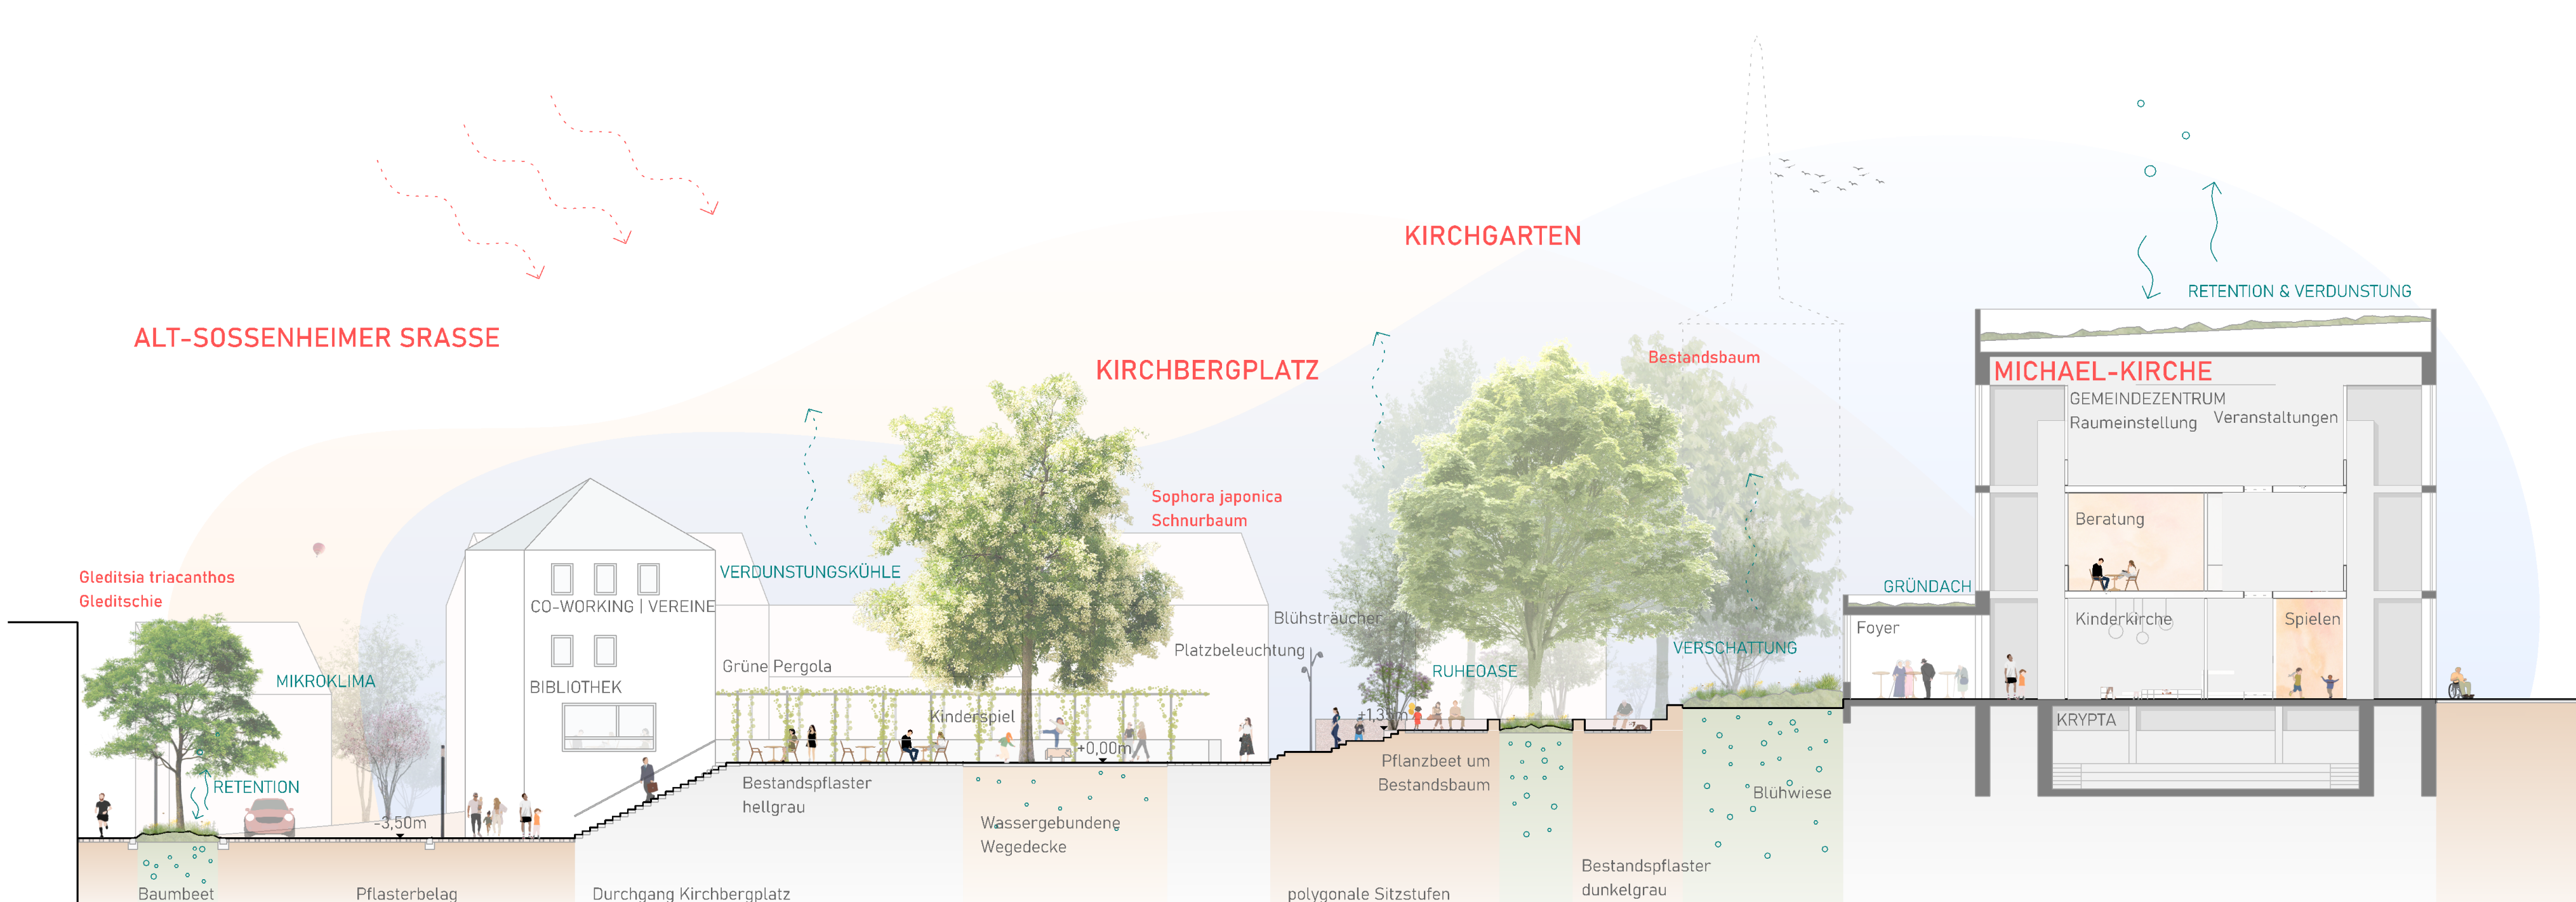 KIRCHGARTEN
RETENTION & VERDUNSTUNG
ALT-SOSSENHEIMER SRASSE
KIRCHBERGPLATZ
Bestandsbaum
MICHAEL-KIRCHE
GEMEINDEZENTRUM
Raumeinstellung
Veranstaltungen
Sophora japonica
Schnurbaum
Beratung
Gleditsia triacanthos
Gleditschie
VERDUNSTUNGSKÜHLE
CO-WORKING | VEREINE
GRÜNDACH
Blühsträucher
Foyer
Kinderkirche
Spielen
Platzbeleuchtung
VERSCHATTUNG
Grüne Pergola
RUHEOASE
MIKROKLIMA
BIBLIOTHEK
Kinderspiel
KRYPTA
+0,00m
Pflanzbeet um
Bestandsbaum
Bestandspflaster
hellgrau
RETENTION
Blühwiese
-3,50m
Wassergebundene
Wegedecke
Bestandspflaster
dunkelgrau
Baumbeet
Pflasterbelag
Durchgang Kirchbergplatz
polygonale Sitzstufen